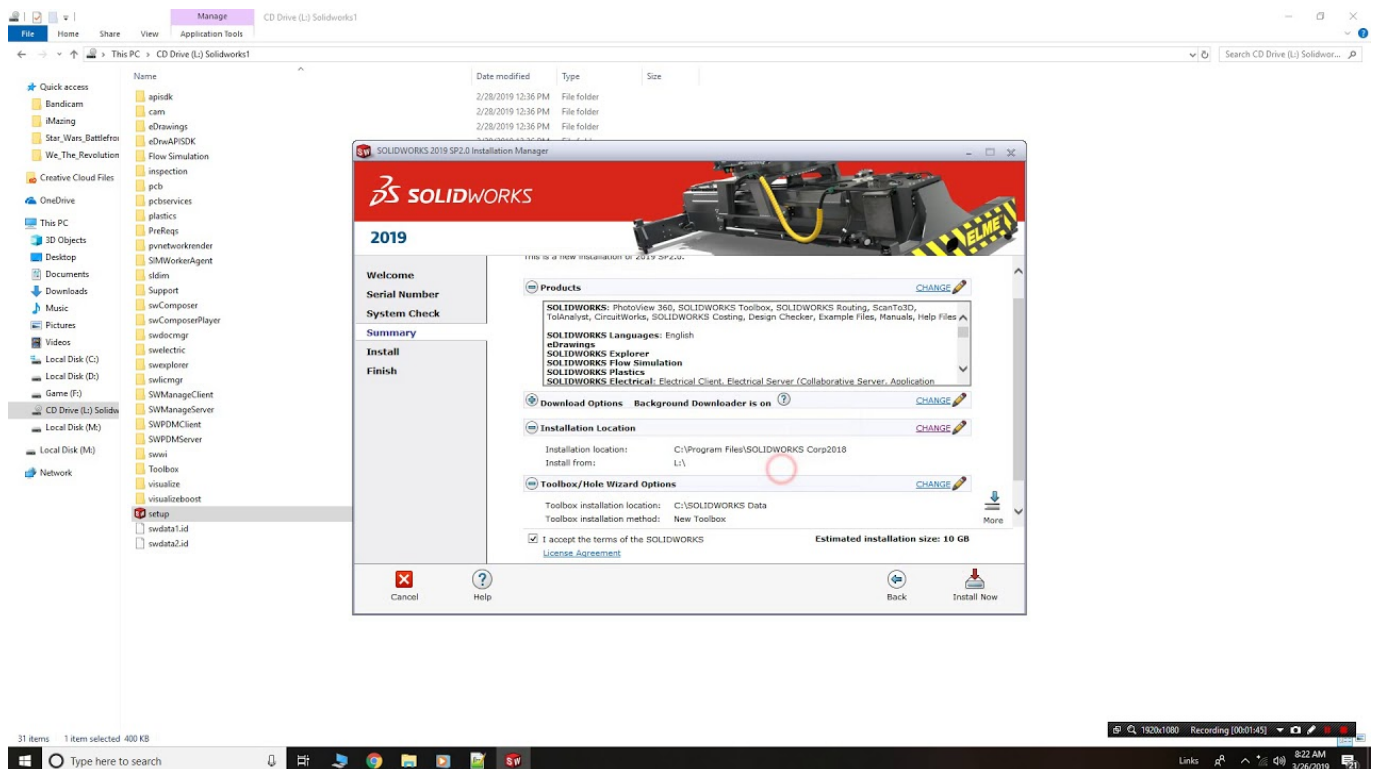 Manage
CD Drive (L:) Solidworks1
File Home Share View Application Tools
This PC > CD Drive (L:) Solidworks1
Search CD Drive (L:) Solidwor...
Name
Date modified
Type
Size
Quick access
Bandicam
iMazing
Star_Wars_Battlefro
We_The_Revolution
Creative Cloud Files
OneDrive
This PC
3D Objects
Desktop
Documents
Downloads
Music
Pictures
Videos
Local Disk (C:)
Local Disk (D:)
Game (F:)
CD Drive (L:) Solidw
Local Disk (M:)
Local Disk (M:)
Network
apisdk 2/28/2019 12:36 PM File folder
cam 2/28/2019 12:36 PM File folder
eDrawings 2/28/2019 12:36 PM File folder
eDrwAPISDK
Flow Simulation
inspection
pcb
pcbservices
plastics
PreReqs
pvnetworkrender
SIMWorkerAgent
sldim
Support
swComposer
swComposerPlayer
swdocmgr
swelectric
swexplorer
swlicmgr
SWManageClient
SWManageServer
SWPDMClient
SWPDMServer
swwi
Toolbox
visualize
visualizeboost
setup
swdata1.id
swdata2.id
SW SOLIDWORKS 2019 SP2.0 Installation Manager
SOLIDWORKS
ELME
2019
Welcome
Serial Number
System Check
Summary
Install
Finish
This is a new installation of 2019 SP2.0.
Products CHANGE
SOLIDWORKS: PhotoView 360, SOLIDWORKS Toolbox, SOLIDWORKS Routing, ScanTo3D,
TolAnalyst, CircuitWorks, SOLIDWORKS Costing, Design Checker, Example Files, Manuals, Help Files
SOLIDWORKS Languages: English
eDrawings
SOLIDWORKS Explorer
SOLIDWORKS Flow Simulation
SOLIDWORKS Plastics
SOLIDWORKS Electrical: Electrical Client, Electrical Server (Collaborative Server, Application
Download Options Background Downloader is on ? CHANGE
Installation Location CHANGE
Installation location: C:\Program Files\SOLIDWORKS Corp2018
Install from: L:\
Toolbox/Hole Wizard Options CHANGE
Toolbox installation location: C:\SOLIDWORKS Data
Toolbox installation method: New Toolbox
More
I accept the terms of the SOLIDWORKS
License Agreement
Estimated installation size: 10 GB
Cancel
? Help
Back
Install Now
31 items 1 item selected 400 KB
1920x1080 Recording [00:01:45]
Type here to search
SW
Links
8:22 AM
3/26/2019
21